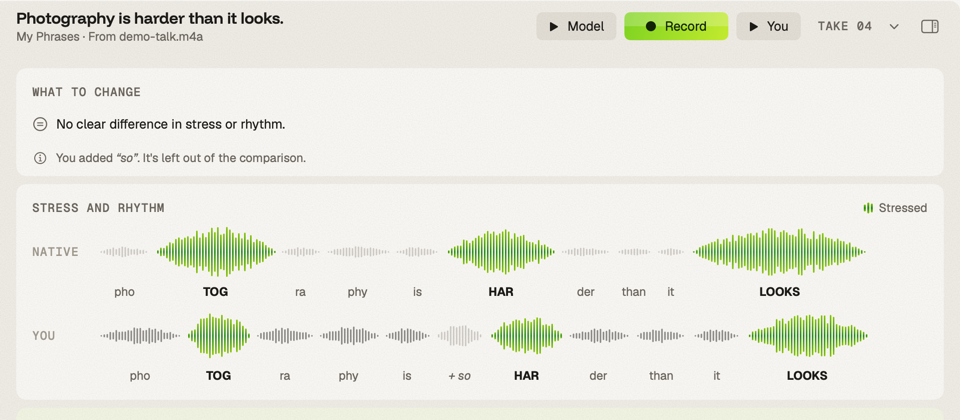 Photography is harder than it looks.
My Phrases · From demo-talk.m4a
Model
Record
You
TAKE 04
WHAT TO CHANGE
No clear difference in stress or rhythm.
You added “so”. It's left out of the comparison.
STRESS AND RHYTHM
Stressed
NATIVE
pho TOG ra phy is HAR der than it LOOKS
YOU
pho TOG ra phy is + so HAR der than it LOOKS